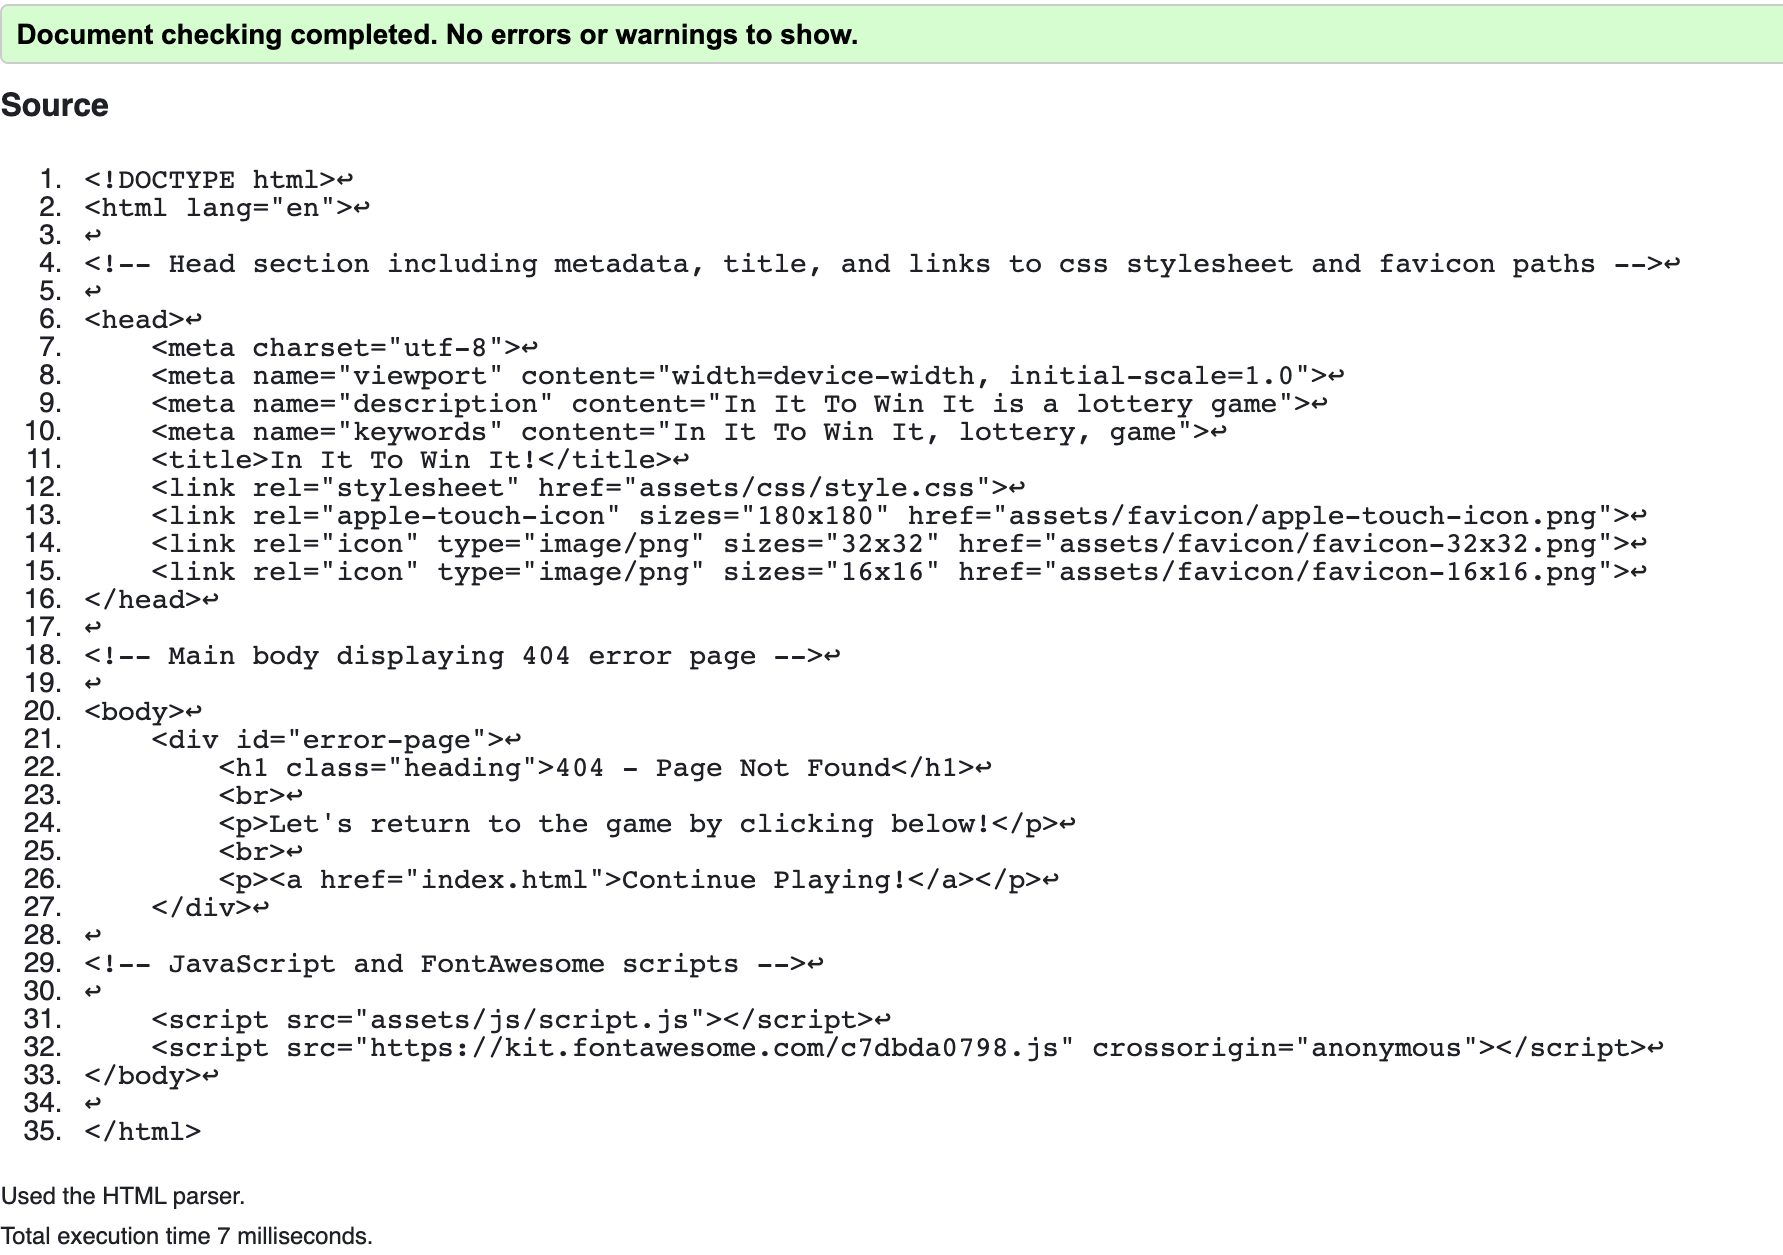 Document checking completed. No errors or warnings to show.
Source
1. <!DOCTYPE html>↩
2. <html lang="en">↩
3. ↩
4. <!-- Head section including metadata, title, and links to css stylesheet and favicon paths -->↩
5. ↩
6. <head>↩
7.     <meta charset="utf-8">↩
8.     <meta name="viewport" content="width=device-width, initial-scale=1.0">↩
9.     <meta name="description" content="In It To Win It is a lottery game">↩
10.     <meta name="keywords" content="In It To Win It, lottery, game">↩
11.     <title>In It To Win It!</title>↩
12.     <link rel="stylesheet" href="assets/css/style.css">↩
13.     <link rel="apple-touch-icon" sizes="180x180" href="assets/favicon/apple-touch-icon.png">↩
14.     <link rel="icon" type="image/png" sizes="32x32" href="assets/favicon/favicon-32x32.png">↩
15.     <link rel="icon" type="image/png" sizes="16x16" href="assets/favicon/favicon-16x16.png">↩
16. </head>↩
17. ↩
18. <!-- Main body displaying 404 error page -->↩
19. ↩
20. <body>↩
21.     <div id="error-page">↩
22.         <h1 class="heading">404 - Page Not Found</h1>↩
23.         <br>↩
24.         <p>Let's return to the game by clicking below!</p>↩
25.         <br>↩
26.         <p><a href="index.html">Continue Playing!</a></p>↩
27.     </div>↩
28. ↩
29. <!-- JavaScript and FontAwesome scripts -->↩
30. ↩
31.     <script src="assets/js/script.js"></script>↩
32.     <script src="https://kit.fontawesome.com/c7dbda0798.js" crossorigin="anonymous"></script>↩
33. </body>↩
34. ↩
35. </html>
Used the HTML parser.
Total execution time 7 milliseconds.